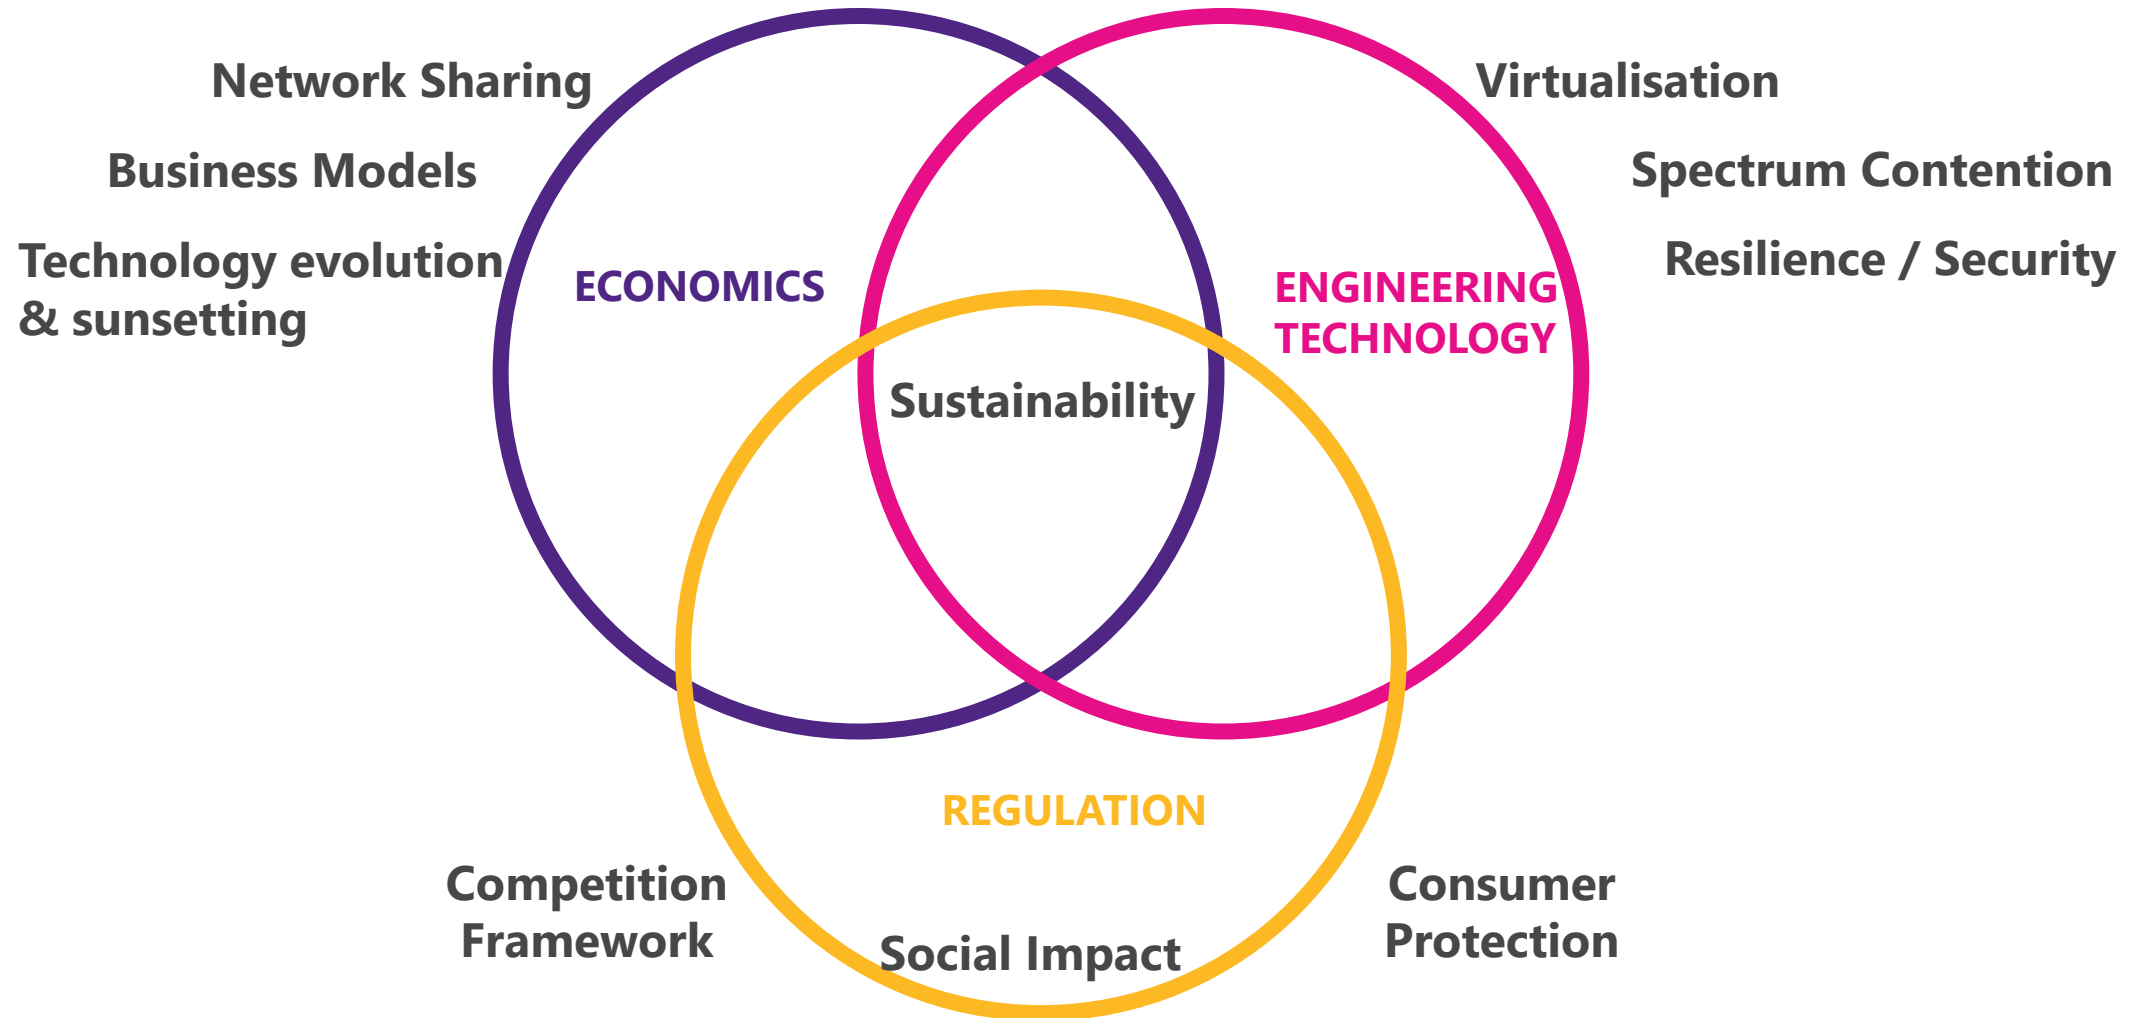 Network Sharing
Business Models
Technology evolution
& sunsetting
ECONOMICS
Virtualisation
Spectrum Contention
Resilience / Security
ENGINEERING
TECHNOLOGY
Sustainability
REGULATION
Competition
Framework
Social Impact
Consumer
Protection